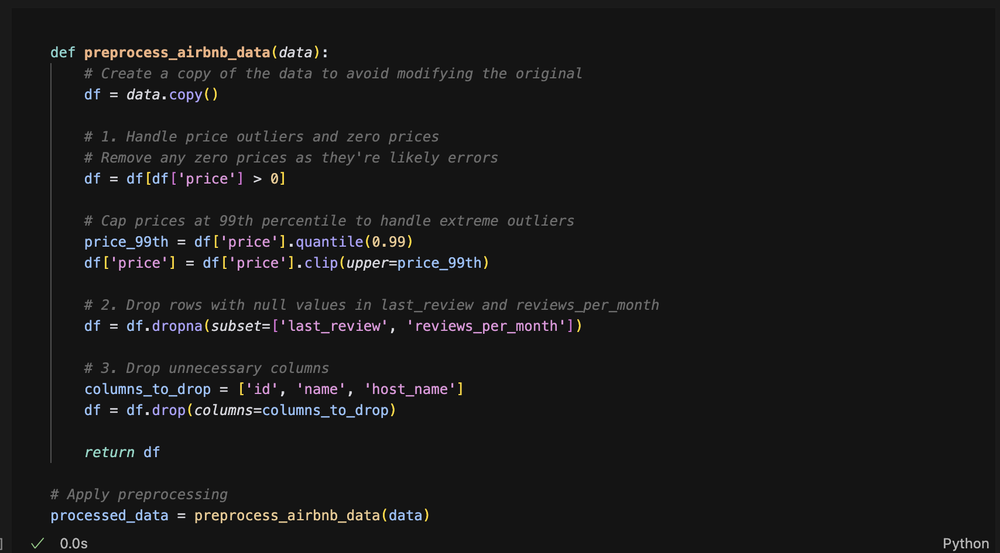 def preprocess_airbnb_data(data):
# Create a copy of the data to avoid modifying the original
df = data.copy()
# 1. Handle price outliers and zero prices
# Remove any zero prices as they're likely errors
df = df[df['price'] > 0]
# Cap prices at 99th percentile to handle extreme outliers
price_99th = df['price'].quantile(0.99)
df['price'] = df['price'].clip(upper=price_99th)
# 2. Drop rows with null values in last_review and reviews_per_month
df = df.dropna(subset=['last_review', 'reviews_per_month'])
# 3. Drop unnecessary columns
columns_to_drop = ['id', 'name', 'host_name']
df = df.drop(columns=columns_to_drop)
return df
# Apply preprocessing
processed_data = preprocess_airbnb_data(data)
] ✓ 0.0s Python